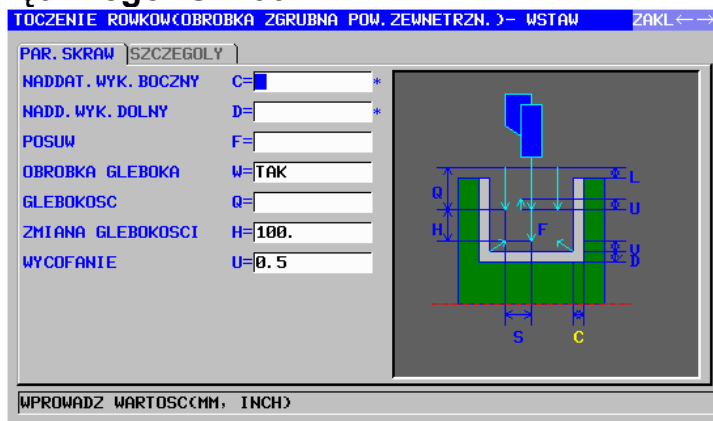 TOCZENIE ROWKOW(OBROBKA ZGRUBNA POW.ZEWNETRZN.)- WSTAW ZAKL←→
PAR.SKRAW SZCZEGOLY
NADDAT.WYK.BOCZNY C= *
NADD.WYK.DOLNY D= *
POSUW F=
OBROBKA GLEBOKA W=TAK
GLEBOKOSC Q=
ZMIANA GLEBOKOSCI H=100.
WYCOFANIE U=0.5
L
Q
U
H F
D
S C
WPROWADZ WARTOSC(MM, INCH)